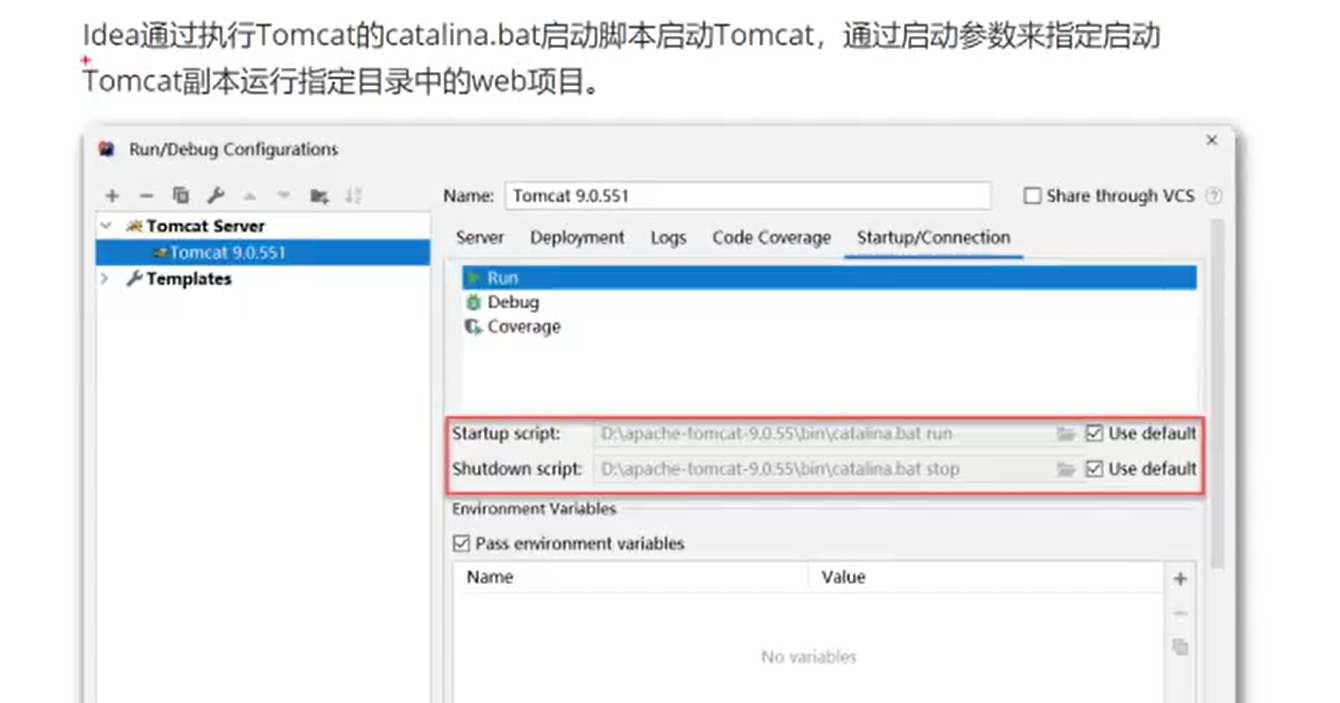 Idea通过执行Tomcat的catalina.bat启动脚本启动Tomcat，通过启动参数来指定启动
Tomcat副本运行指定目录中的web项目。
Run/Debug Configurations
Name: Tomcat 9.0.551 Share through VCS ?
Tomcat Server
Tomcat 9.0.551
Templates
Server Deployment Logs Code Coverage Startup/Connection
Run
Debug
Coverage
Startup script: D:\apache-tomcat-9.0.55\bin\catalina.bat run Use default
Shutdown script: D:\apache-tomcat-9.0.55\bin\catalina.bat stop Use default
Environment Variables
Pass environment variables
Name Value
No variables